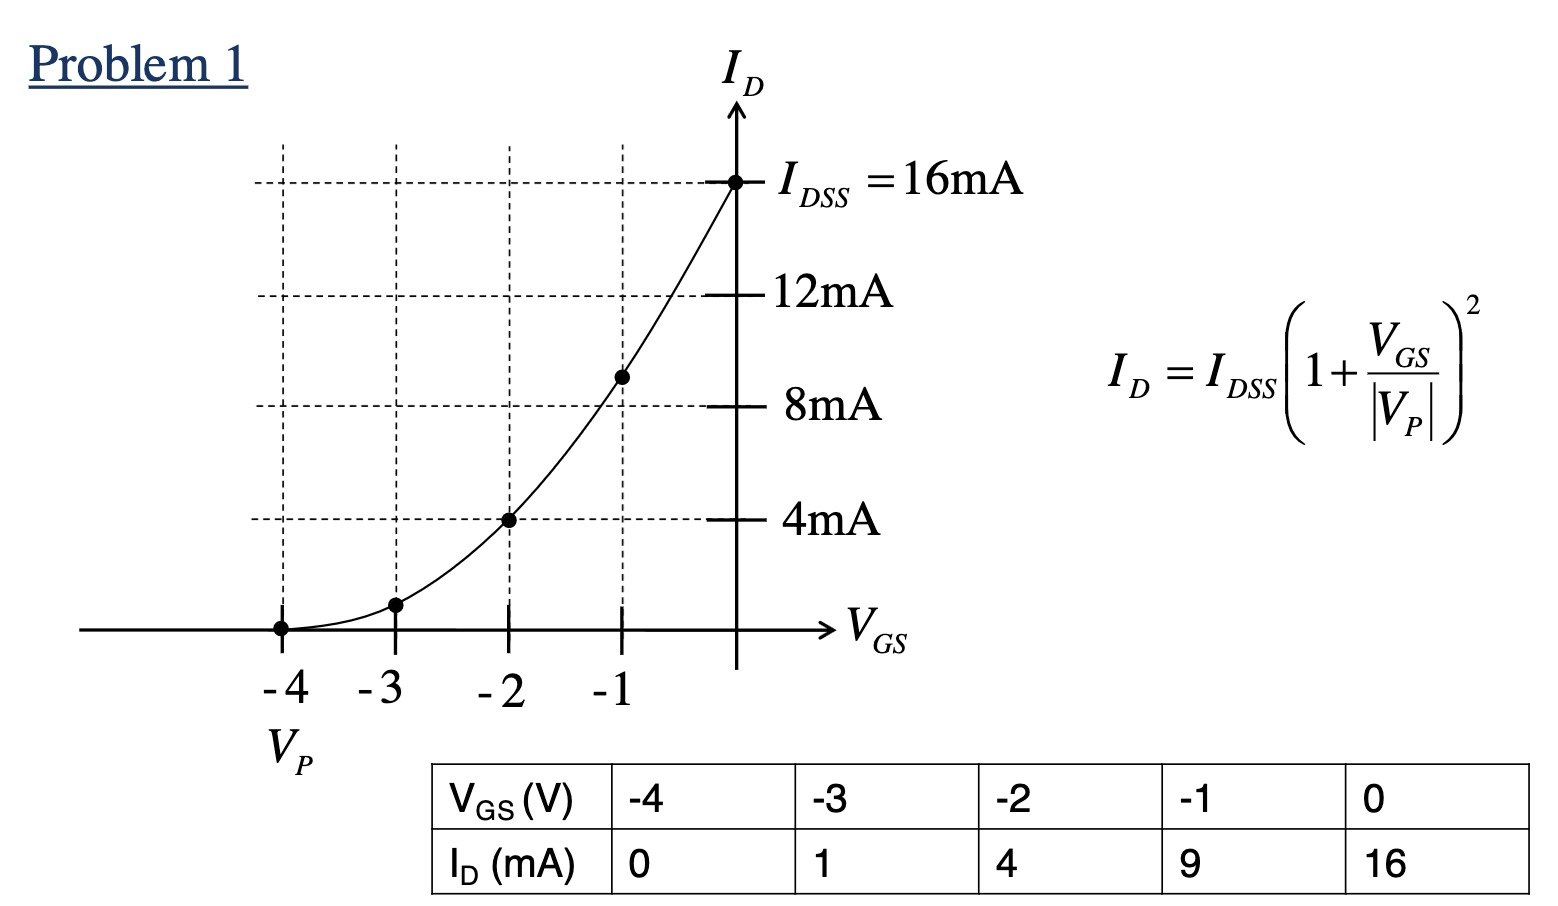 Problem 1
I_D
I_DSS = 16mA
12mA
8mA
4mA
I_D = I_DSS (1 + V_GS / |V_P|)^2
V_GS
-4 -3 -2 -1
V_P
V_GS (V) -4 -3 -2 -1 0
I_D (mA) 0 1 4 9 16